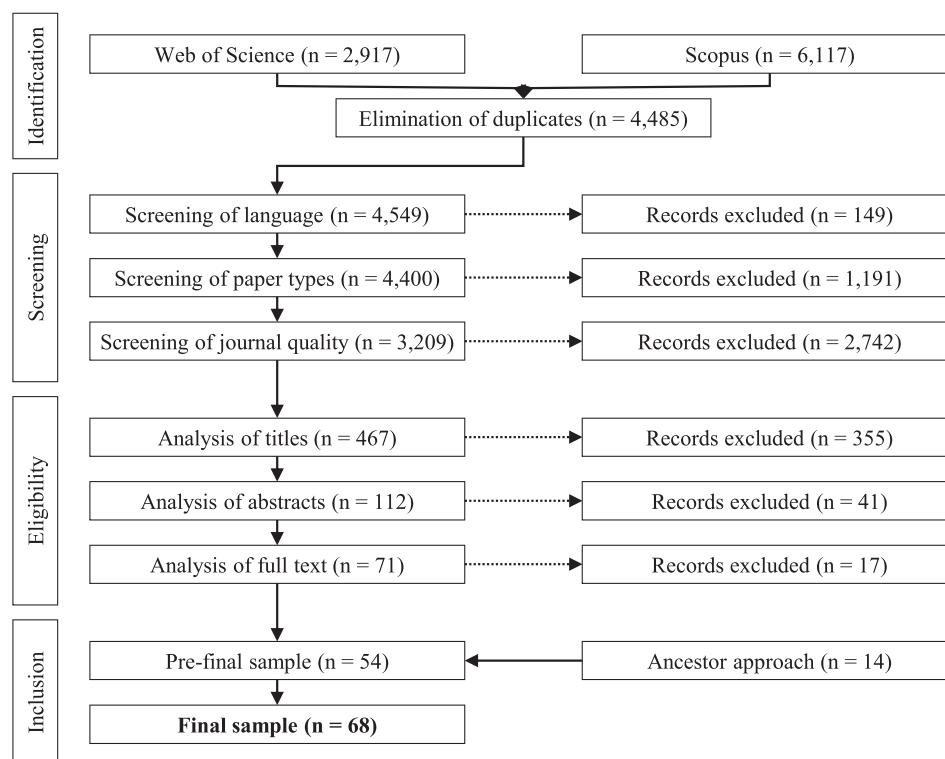 Identification
Web of Science (n = 2,917)
Scopus (n = 6,117)
Elimination of duplicates (n = 4,485)
Screening
Screening of language (n = 4,549)
Records excluded (n = 149)
Screening of paper types (n = 4,400)
Records excluded (n = 1,191)
Screening of journal quality (n = 3,209)
Records excluded (n = 2,742)
Eligibility
Analysis of titles (n = 467)
Records excluded (n = 355)
Analysis of abstracts (n = 112)
Records excluded (n = 41)
Analysis of full text (n = 71)
Records excluded (n = 17)
Inclusion
Pre-final sample (n = 54)
Ancestor approach (n = 14)
Final sample (n = 68)